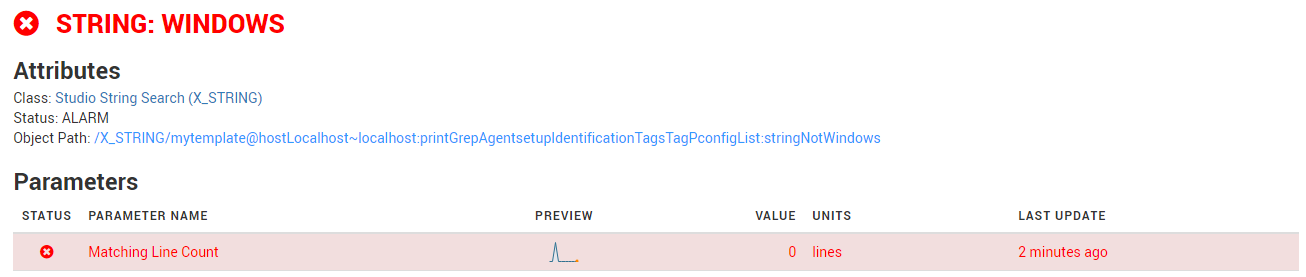 STRING: WINDOWS
Attributes
Class: Studio String Search (X_STRING)
Status: ALARM
Object Path: /X_STRING/mytemplate@hostLocalhost~localhost:printGrepAgentsetupIdentificationTagsTagPconfigList:stringNotWindows
Parameters
STATUS PARAMETER NAME PREVIEW VALUE UNITS LAST UPDATE
Matching Line Count 0 lines 2 minutes ago